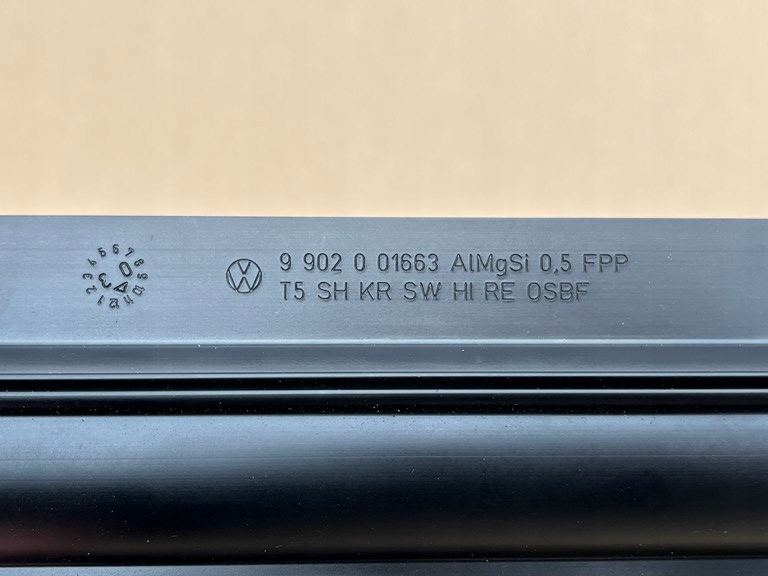 9 902 0 01663 AlMgSi 0,5 FPP
T5 SH KR SW HI RE OSBF